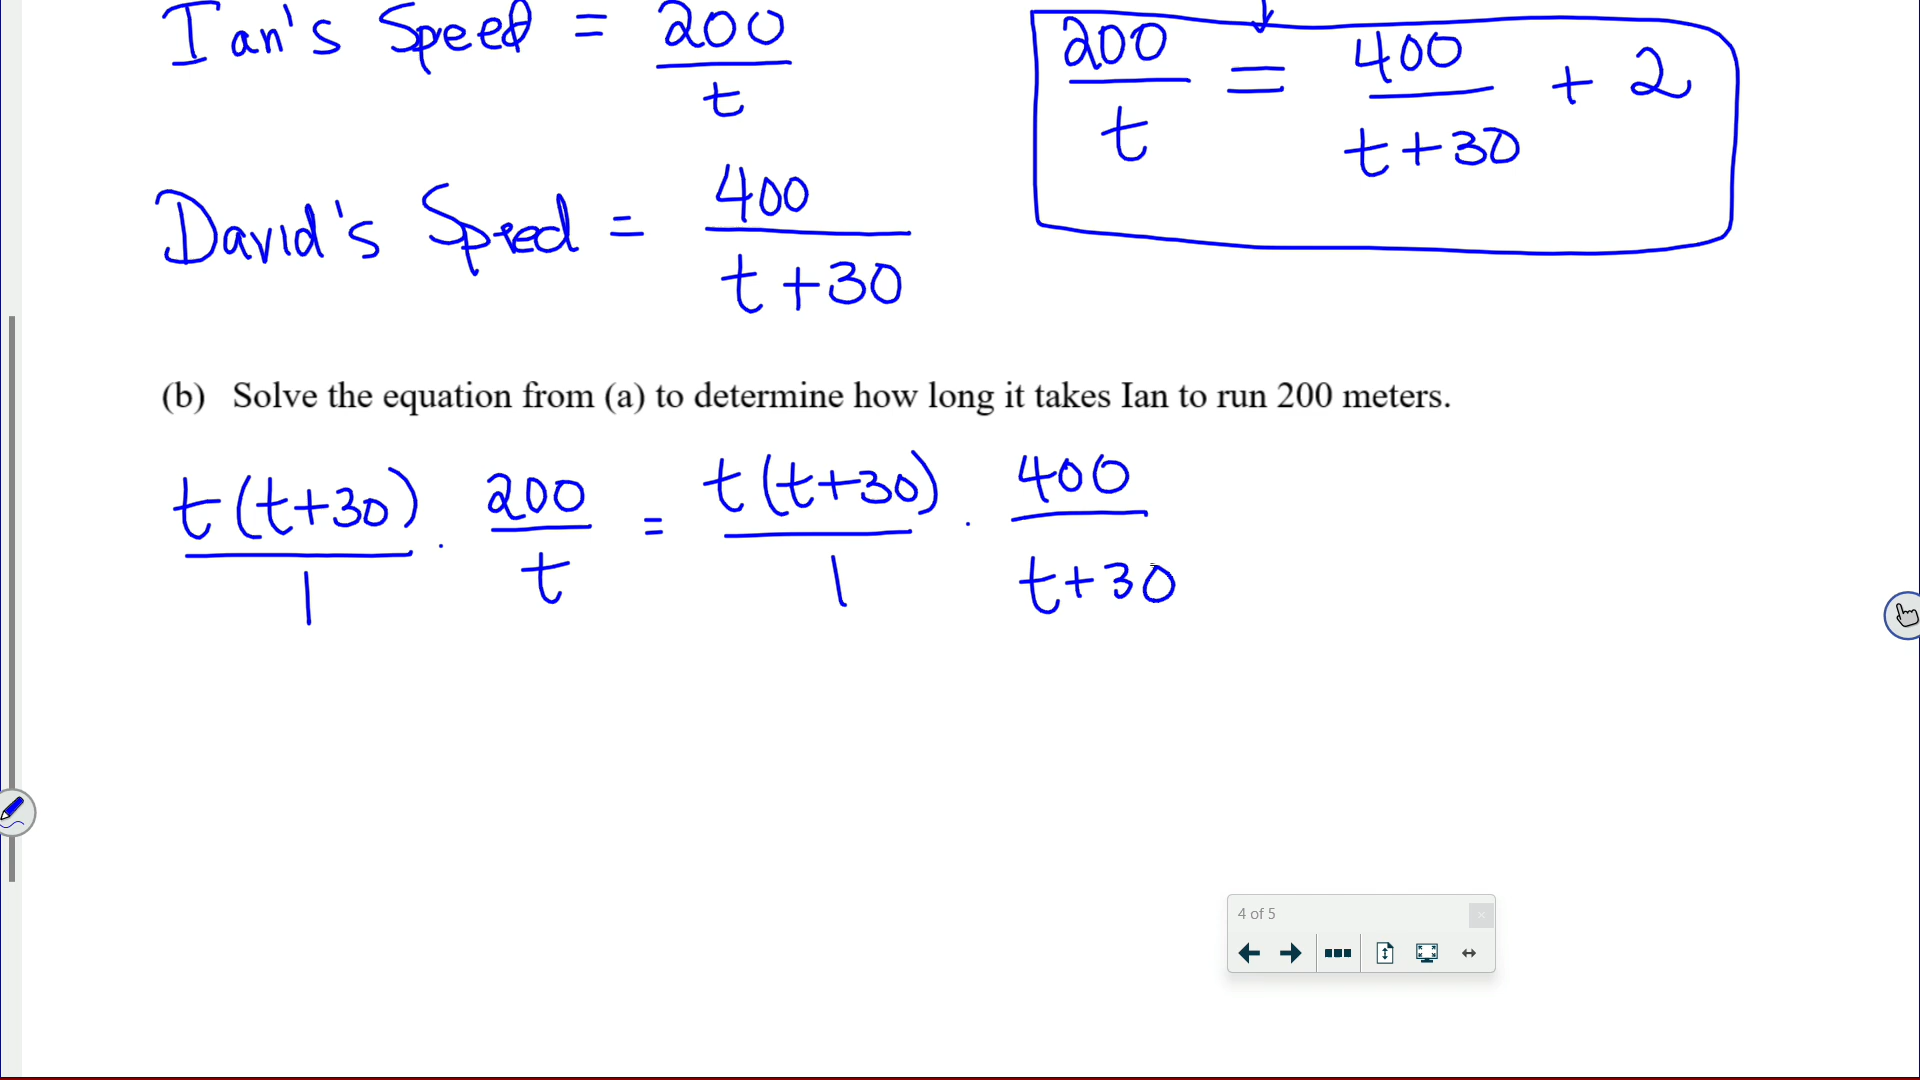 Ian's Speed = 200/t
200/t = 400/(t+30) + 2
David's Speed = 400/(t+30)
(b) Solve the equation from (a) to determine how long it takes Ian to run 200 meters.
t(t+30)/1 · 200/t = t(t+30)/1 · 400/(t+30)
4 of 5